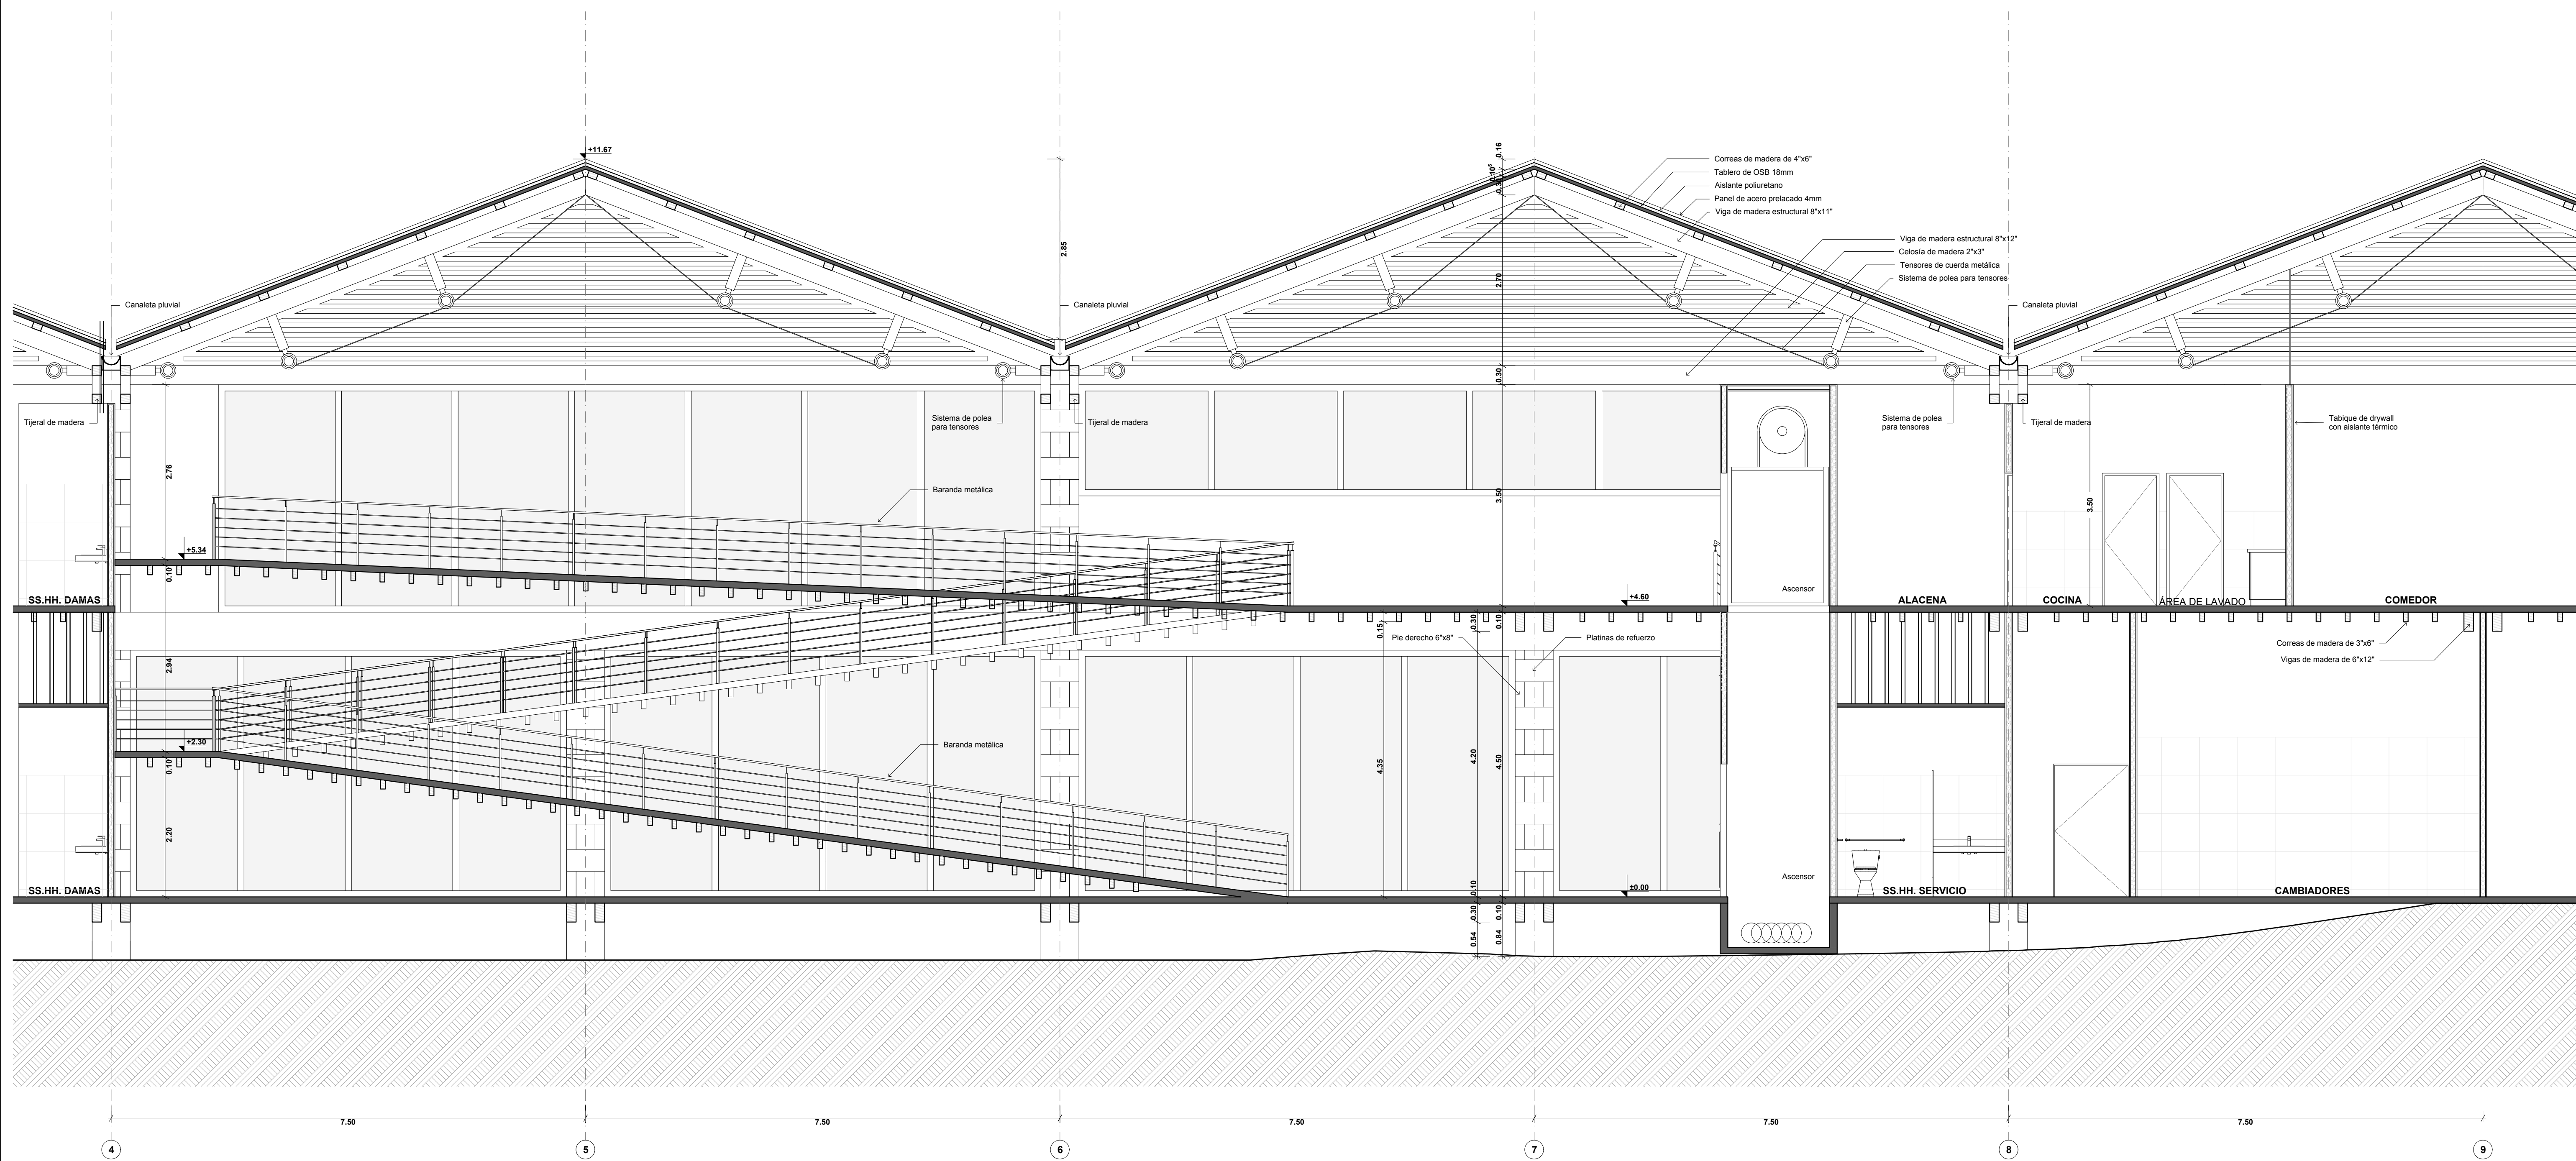 +11.67
0.16
0.10⁵
0.30
Correas de madera de 4"x6"
Tablero de OSB 18mm
Aislante poliuretano
Panel de acero prelacado 4mm
Viga de madera estructural 8"x11"
Viga de madera estructural 8"x12"
Celosía de madera 2"x3"
Tensores de cuerda metálica
Sistema de polea para tensores
2.85
2.70
Canaleta pluvial
Canaleta pluvial
Canaleta pluvial
0.30
Tijeral de madera
Sistema de polea
para tensores
Tijeral de madera
Sistema de polea
para tensores
Tijeral de madera
Tabique de drywall
con aislante térmico
2.76
Baranda metálica
3.50
3.50
+5.34
0.10
Ascensor
SS.HH. DAMAS
+4.60
ALACENA
COCINA
ÁREA DE LAVADO
COMEDOR
0.15
0.30
0.10
Pie derecho 6"x8"
Platinas de refuerzo
Correas de madera de 3"x6"
Vigas de madera de 6"x12"
2.94
+2.30
0.10
Baranda metálica
4.35
4.20
4.50
2.20
Ascensor
SS.HH. DAMAS
0.10
±0.00
SS.HH. SERVICIO
CAMBIADORES
0.30
0.10
0.54
0.84
7.50
7.50
7.50
7.50
7.50
4
5
6
7
8
9